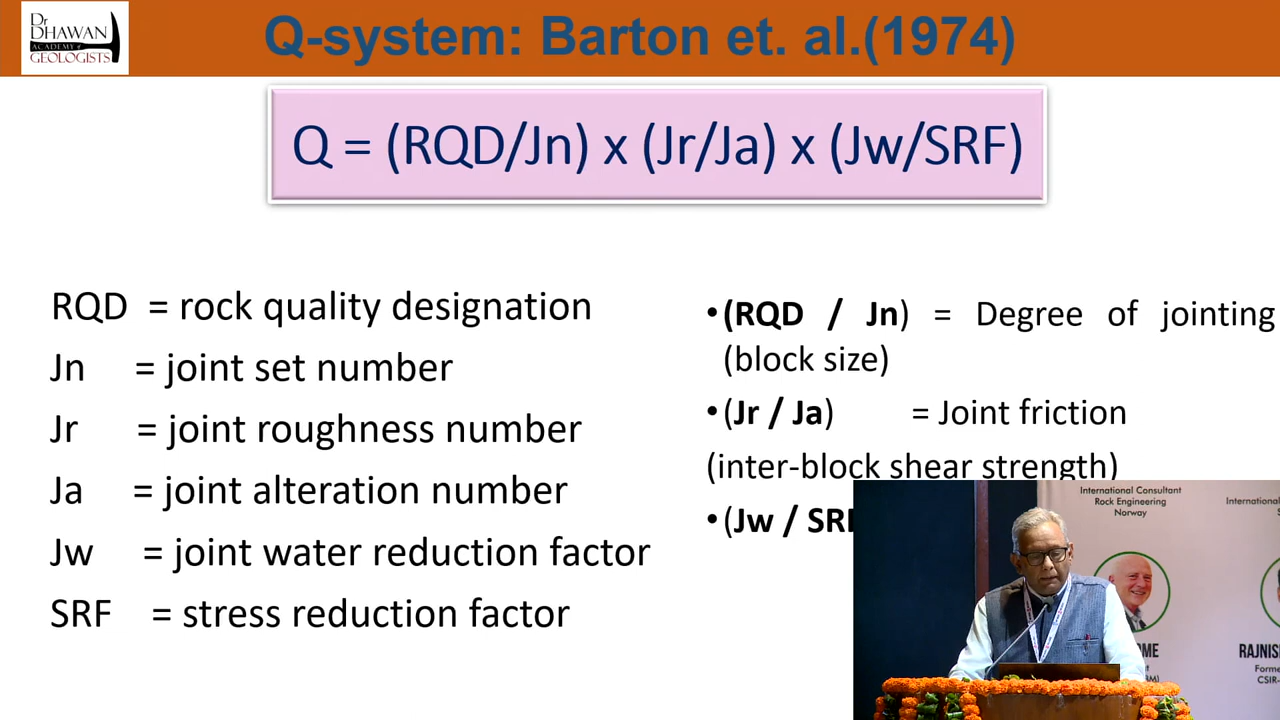 Dr
DHAWAN
ACADEMY of
GEOLOGISTS
Q-system: Barton et. al.(1974)
Q = (RQD/Jn) x (Jr/Ja) x (Jw/SRF)
RQD = rock quality designation
Jn = joint set number
Jr = joint roughness number
Ja = joint alteration number
Jw = joint water reduction factor
SRF = stress reduction factor
•(RQD / Jn) = Degree of jointing
(block size)
•(Jr / Ja) = Joint friction
(inter-block shear strength)
•(Jw / SRF
International Consultant
Rock Engineering
Norway